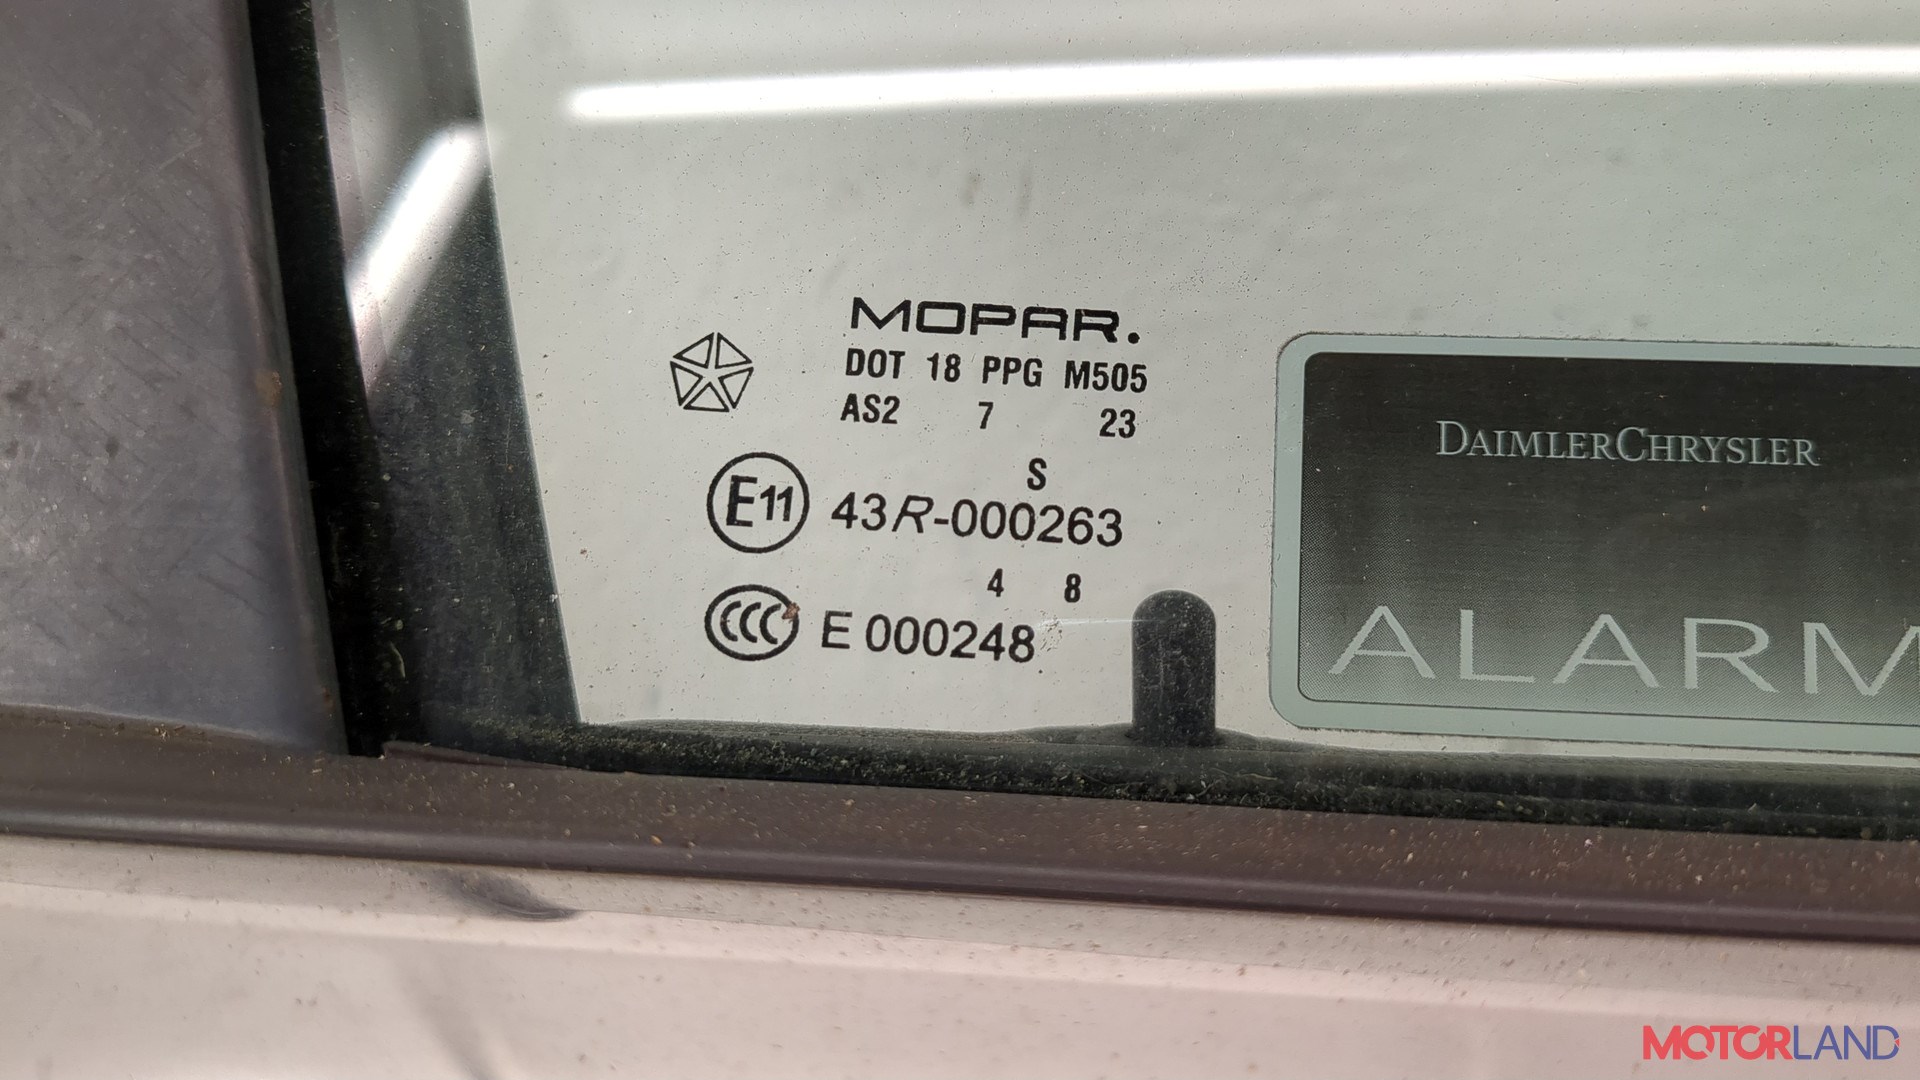 MOPAR.
DOT 18 PPG M505
AS2 7 23
S
E11 43R-000263
4 8
CCC E 000248
DAIMLERCHRYSLER
ALARM
MOTORLAND